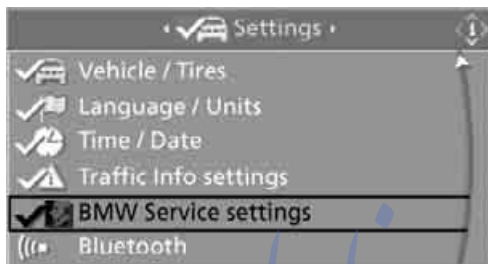 Settings
Vehicle / Tires
Language / Units
Time / Date
Traffic Info settings
BMW Service settings
Bluetooth